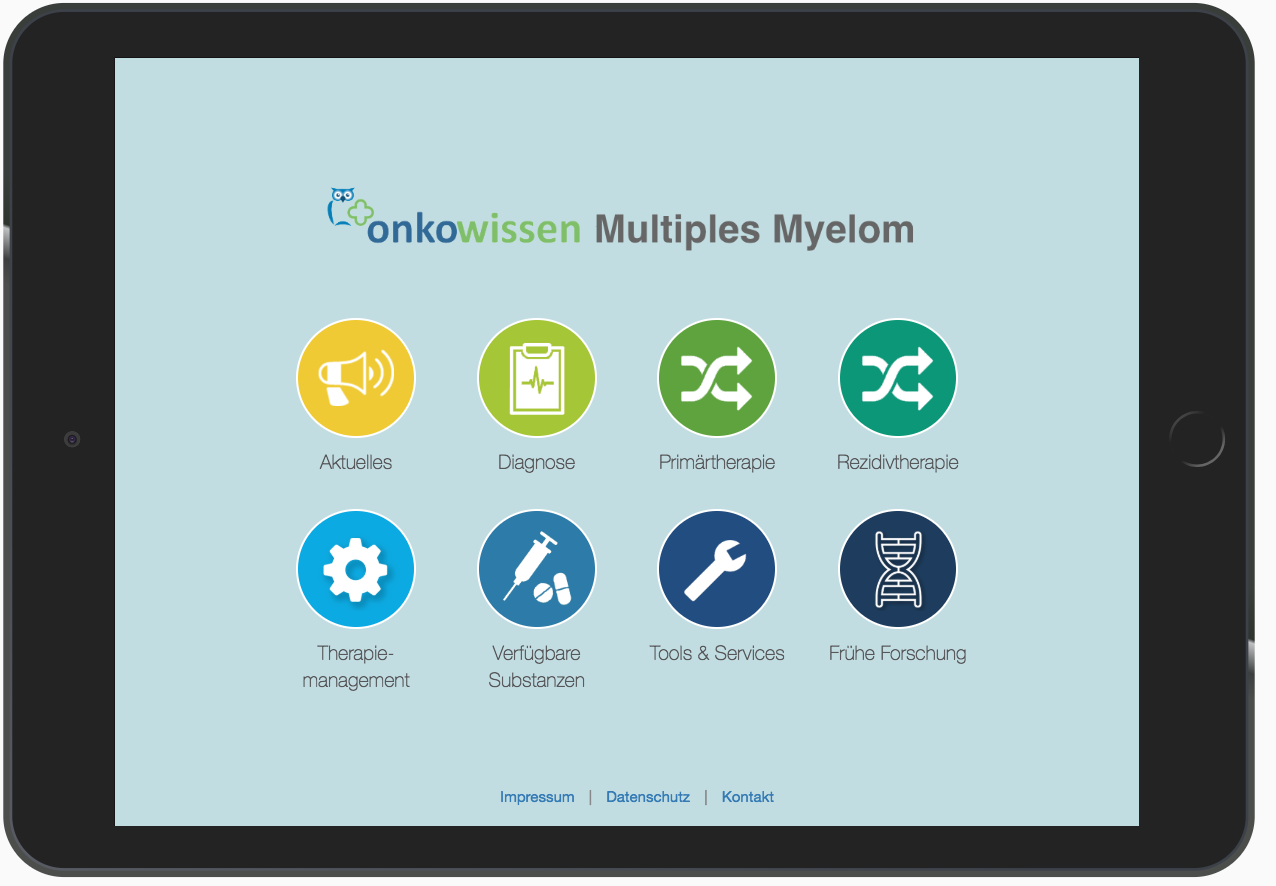 onkowissen Multiples Myelom
Aktuelles
Diagnose
Primärtherapie
Rezidivtherapie
Therapie-
management
Verfügbare
Substanzen
Tools & Services
Frühe Forschung
Impressum | Datenschutz | Kontakt